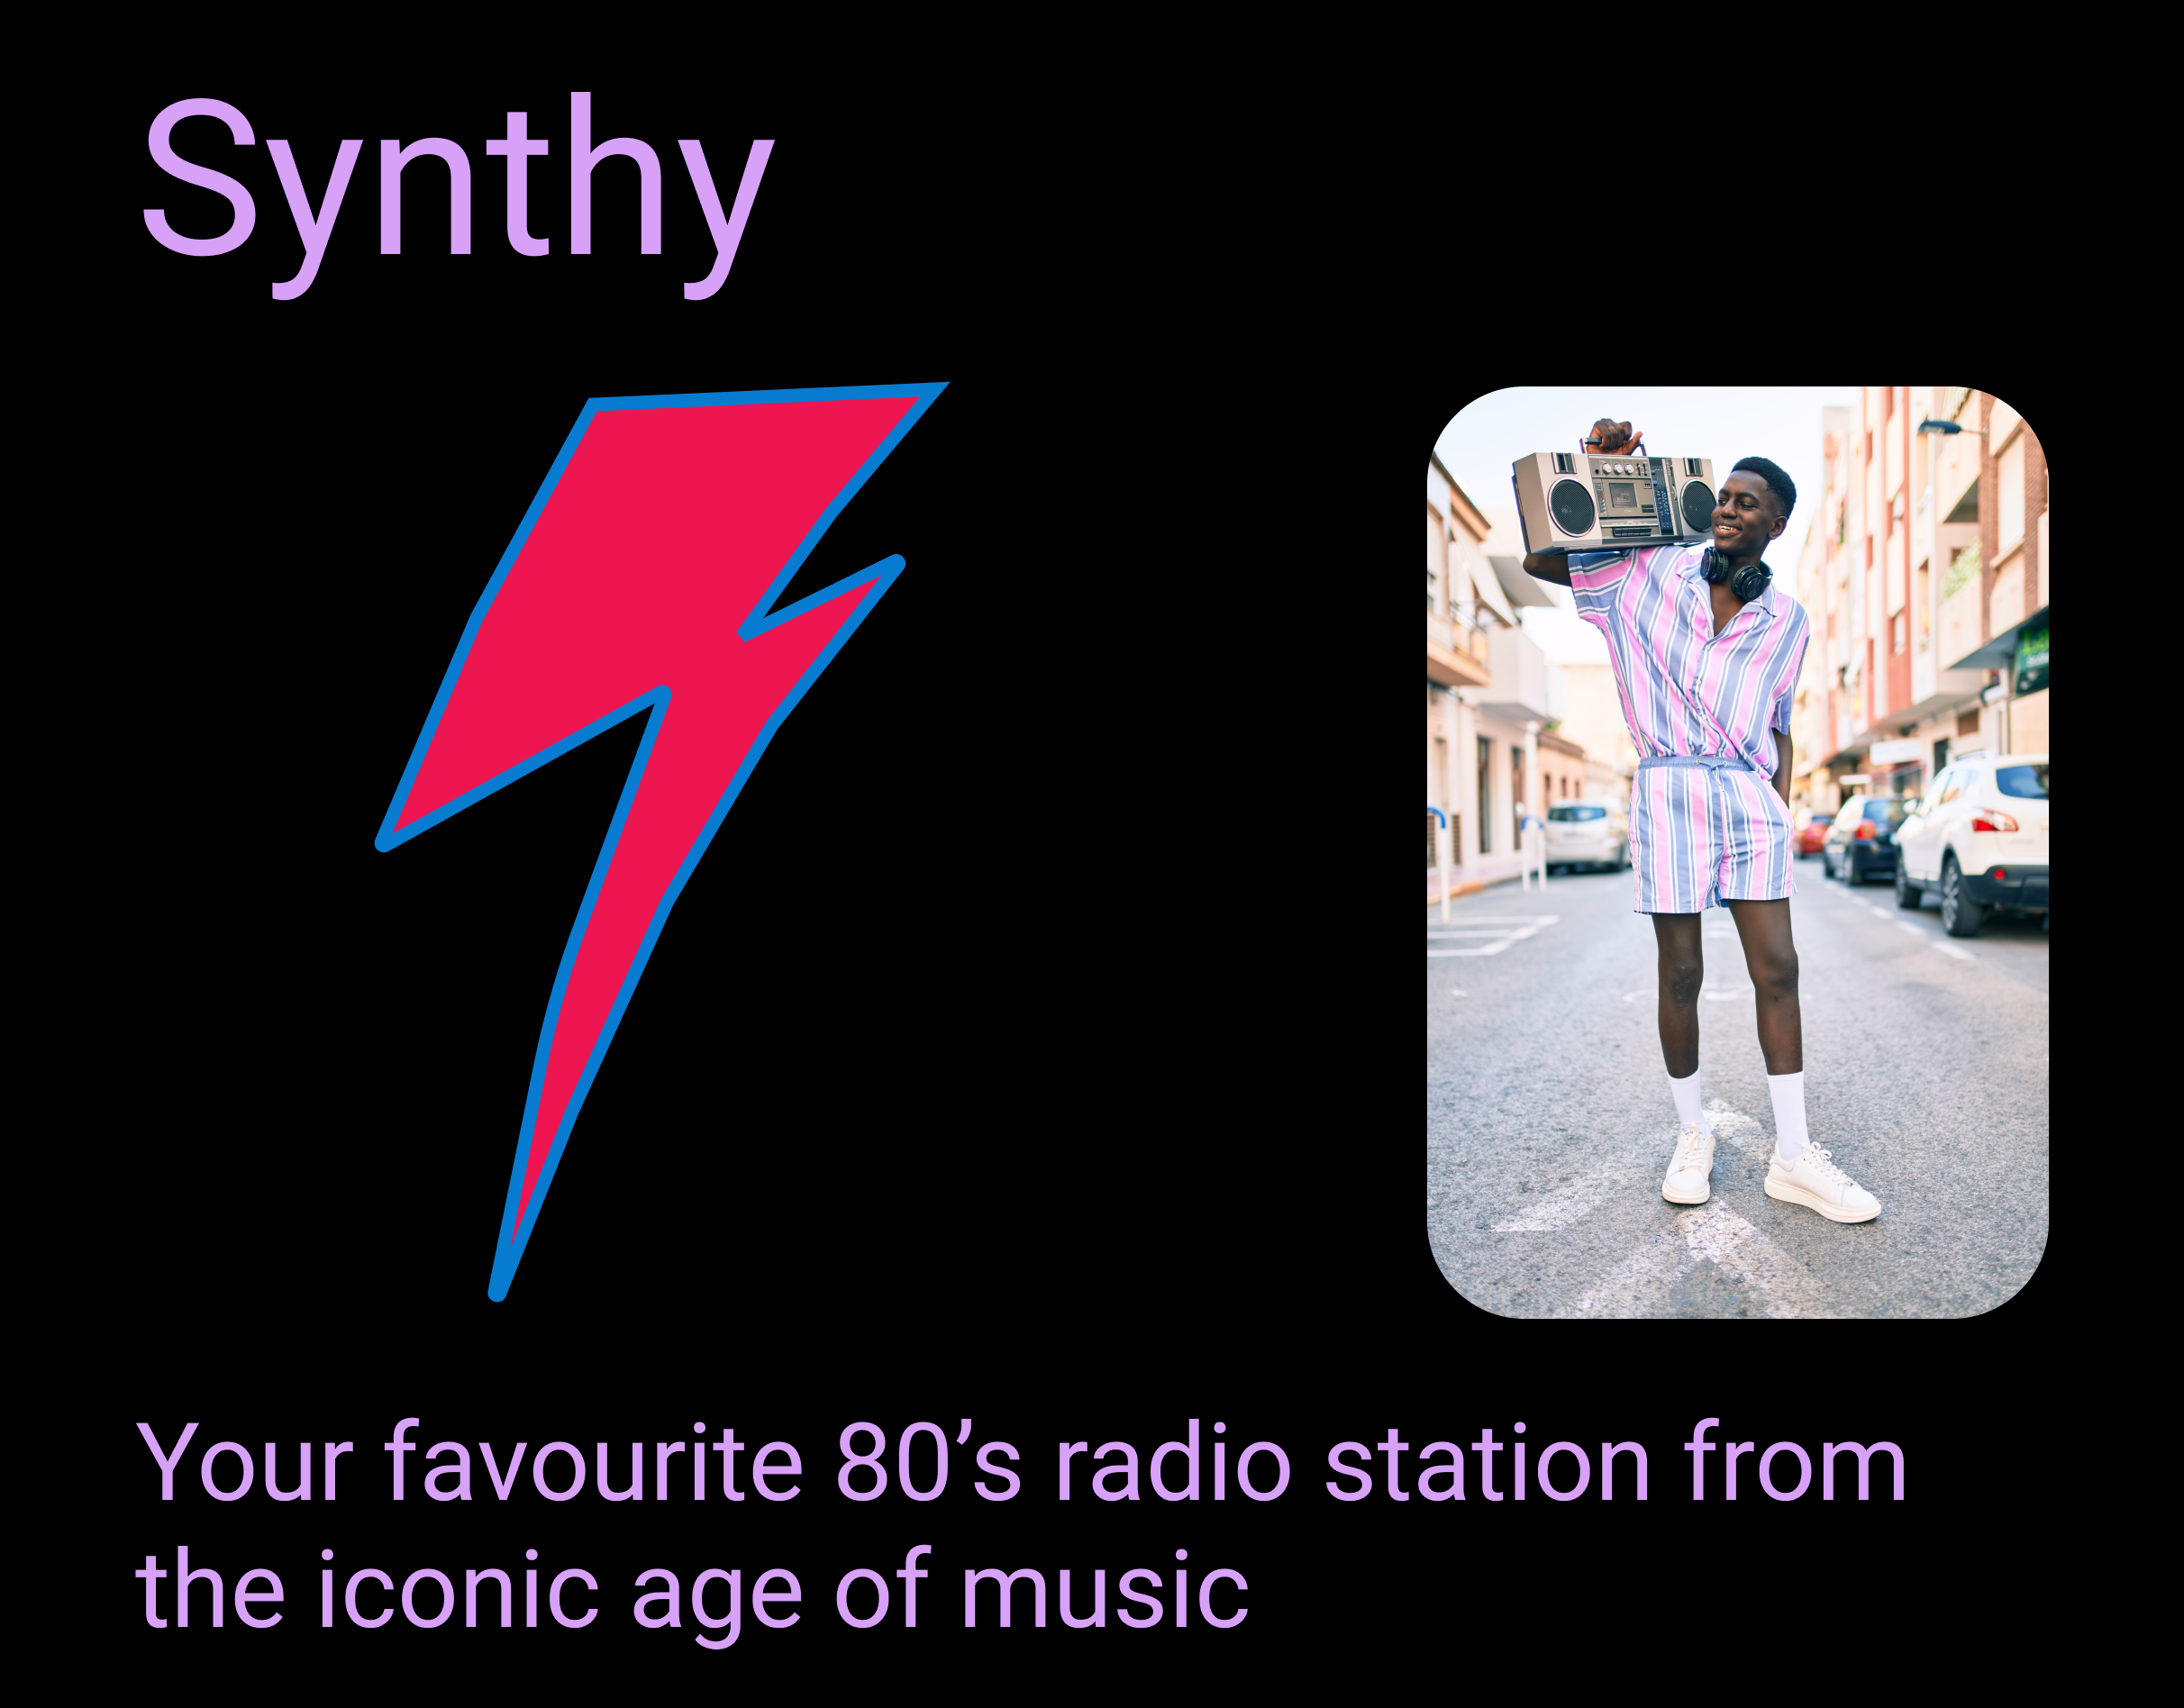 Synthy
Your favourite 80’s radio station from
the iconic age of music